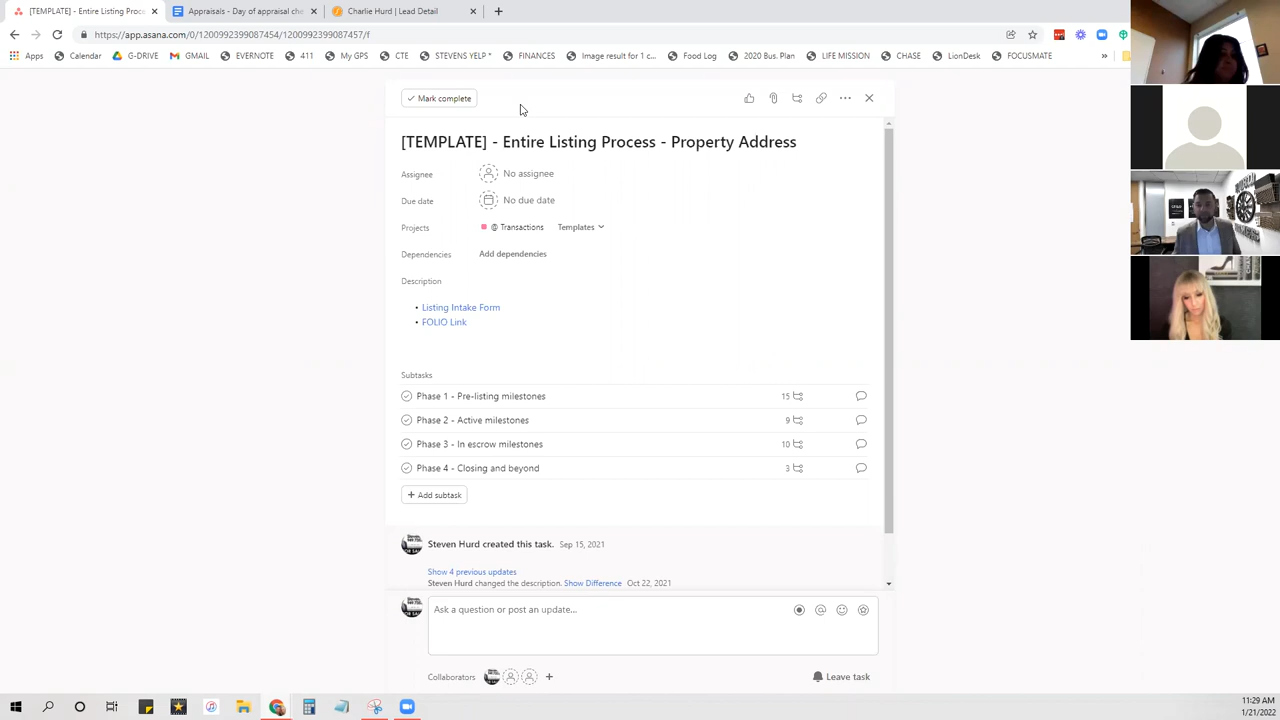 [TEMPLATE] - Entire Listing Proce
Appraisals - Day of appraisal che
Charlie Hurd | Lead Detail
https://app.asana.com/0/1200992399087454/1200992399087457/f
Apps
Calendar
G-DRIVE
GMAIL
EVERNOTE
411
My GPS
CTE
STEVENS YELP *
FINANCES
Image result for 1 c...
Food Log
2020 Bus. Plan
LIFE MISSION
CHASE
LionDesk
FOCUSMATE
Mark complete
[TEMPLATE] - Entire Listing Process - Property Address
Assignee No assignee
Due date No due date
Projects @ Transactions Templates
Dependencies Add dependencies
Description
• Listing Intake Form
• FOLIO Link
Subtasks
Phase 1 - Pre-listing milestones 15
Phase 2 - Active milestones 9
Phase 3 - In escrow milestones 10
Phase 4 - Closing and beyond 3
+ Add subtask
Steven Hurd created this task. Sep 15, 2021
Show 4 previous updates
Steven Hurd changed the description. Show Difference Oct 22, 2021
Ask a question or post an update...
Collaborators
Leave task
11:29 AM
1/21/2022